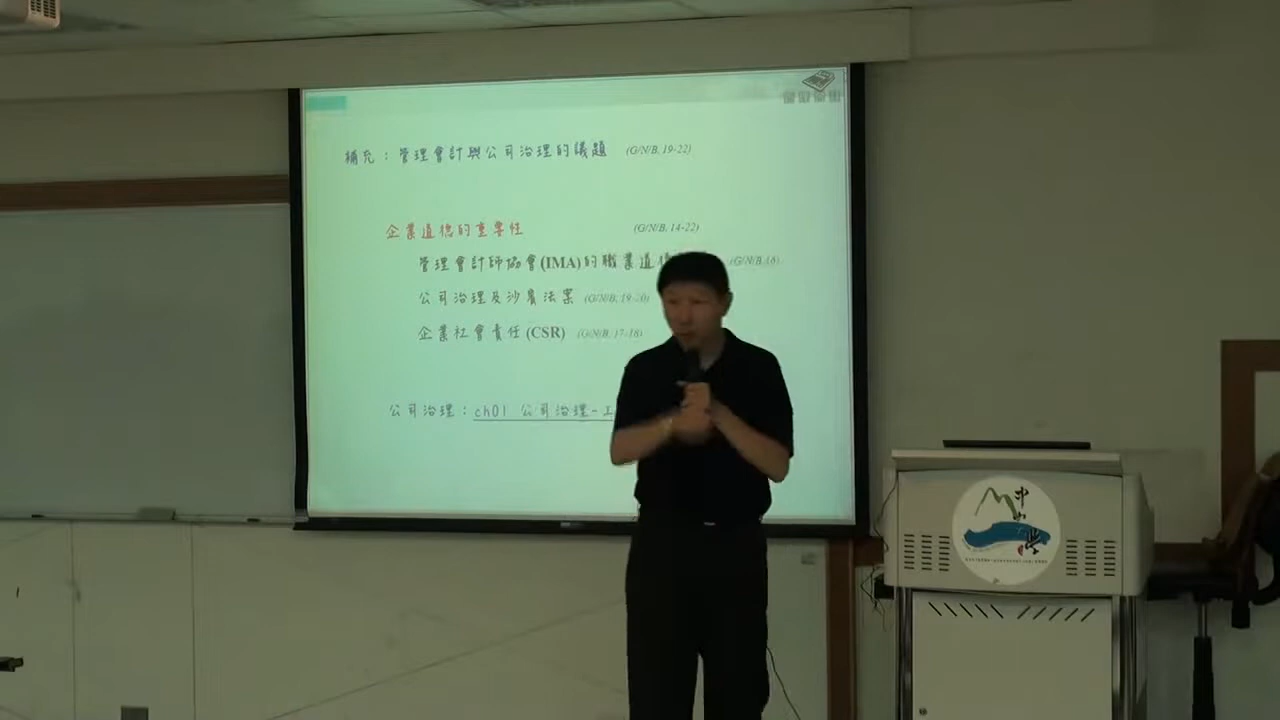 補充：管理會計與公司治理的議題 (G/N/B, 19-22)
企業道德的重要性 (G/N/B, 14-22)
管理會計師協會(IMA)的職業道德 (G/N/B,16)
公司治理及沙賓法案 (G/N/B, 19-20)
企業社會責任(CSR) (G/N/B, 17-18)
公司治理：ch01 公司治理-
中山